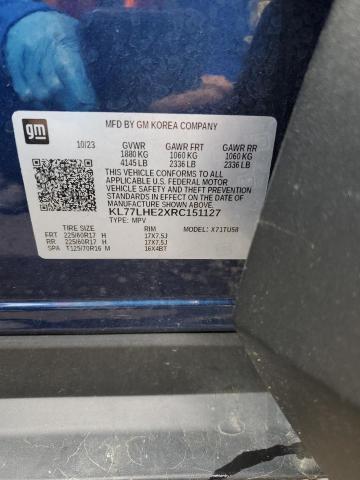 gm
MFD BY GM KOREA COMPANY
10/23 GVWR GAWR FRT GAWR RR
1880 KG 1060 KG 1060 KG
4145 LB 2336 LB 2336 LB
THIS VEHICLE CONFORMS TO ALL APPLICABLE
U.S. FEDERAL MOTOR
VEHICLE SAFETY AND THEFT PREVENTION
STANDARDS IN EFFECT ON THE DATE OF
MANUFACTURE SHOWN ABOVE.
KL77LHE2XRC151127
TYPE: MPV
TIRE SIZE RIM MODEL: X71TU58
FRT 225/60R17 H 17X7.5J
RR 225/60R17 H 17X7.5J
SPA T125/70R16 M 16X4BT